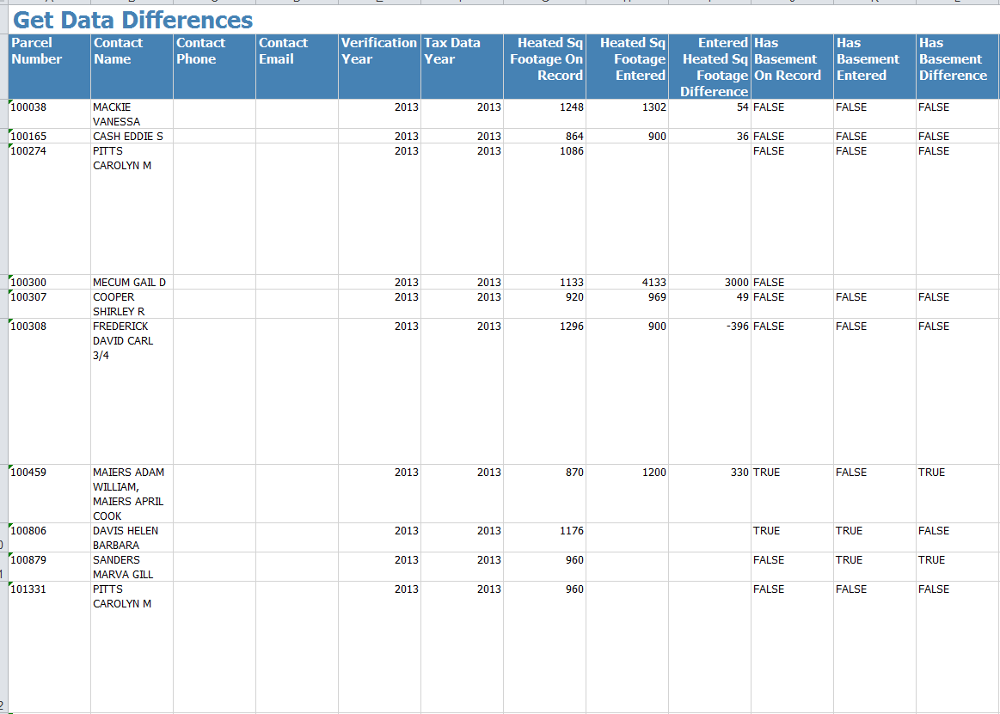 Get Data Differences
Parcel Number	Contact Name	Contact Phone	Contact Email	Verification Year	Tax Data Year	Heated Sq Footage On Record	Heated Sq Footage Entered	Entered Heated Sq Footage Difference	Has Basement On Record	Has Basement Entered	Has Basement Difference
100038	MACKIE VANESSA			2013	2013	1248	1302	54	FALSE	FALSE	FALSE
100165	CASH EDDIE S			2013	2013	864	900	36	FALSE	FALSE	FALSE
100274	PITTS CAROLYN M			2013	2013	1086			FALSE	FALSE	FALSE
100300	MECUM GAIL D			2013	2013	1133	4133	3000	FALSE
100307	COOPER SHIRLEY R			2013	2013	920	969	49	FALSE	FALSE	FALSE
100308	FREDERICK DAVID CARL 3/4			2013	2013	1296	900	-396	FALSE	FALSE	FALSE
100459	MAIERS ADAM WILLIAM, MAIERS APRIL COOK			2013	2013	870	1200	330	TRUE	FALSE	TRUE
100806	DAVIS HELEN BARBARA			2013	2013	1176			TRUE	TRUE	FALSE
100879	SANDERS MARVA GILL			2013	2013	960			FALSE	TRUE	TRUE
101331	PITTS CAROLYN M			2013	2013	960			FALSE	FALSE	FALSE